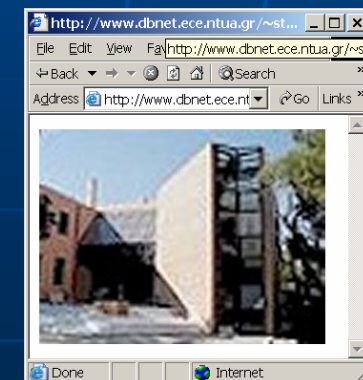 http://www.dbnet.ece.ntua.gr/~st...
File Edit View Fav http://www.dbnet.ece.ntua.gr/~s
Back Search »
Address http://www.dbnet.ece.nt Go Links »
Done Internet